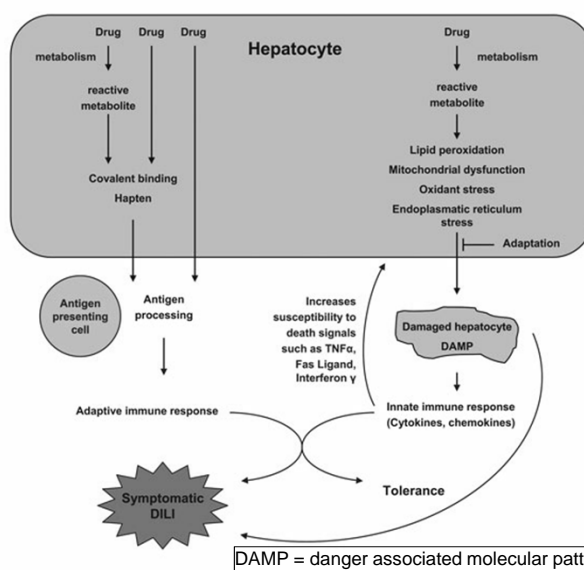 Drug Drug Drug
Hepatocyte
metabolism
reactive
metabolite
Covalent binding
Hapten
Drug
metabolism
reactive
metabolite
Lipid peroxidation
Mitochondrial dysfunction
Oxidant stress
Endoplasmatic reticulum
stress
Adaptation
Antigen
presenting
cell
Antigen
processing
Increases
susceptibility to
death signals
such as TNFα,
Fas Ligand,
Interferon γ
Damaged hepatocyte
DAMP
Adaptive immune response
Innate immune response
(Cytokines, chemokines)
Symptomatic
DILI
Tolerance
DAMP = danger associated molecular patt